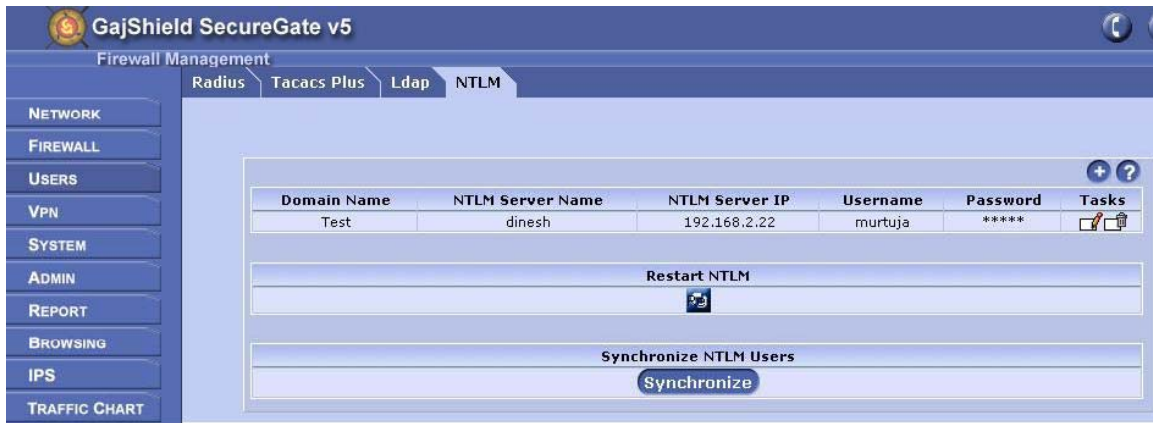 GajShield SecureGate v5
Firewall Management
Radius Tacacs Plus Ldap NTLM
NETWORK
FIREWALL
USERS
VPN
SYSTEM
ADMIN
REPORT
BROWSING
IPS
TRAFFIC CHART
+ ?
Domain Name NTLM Server Name NTLM Server IP Username Password Tasks
Test dinesh 192.168.2.22 murtuja *****
Restart NTLM
Synchronize NTLM Users
Synchronize